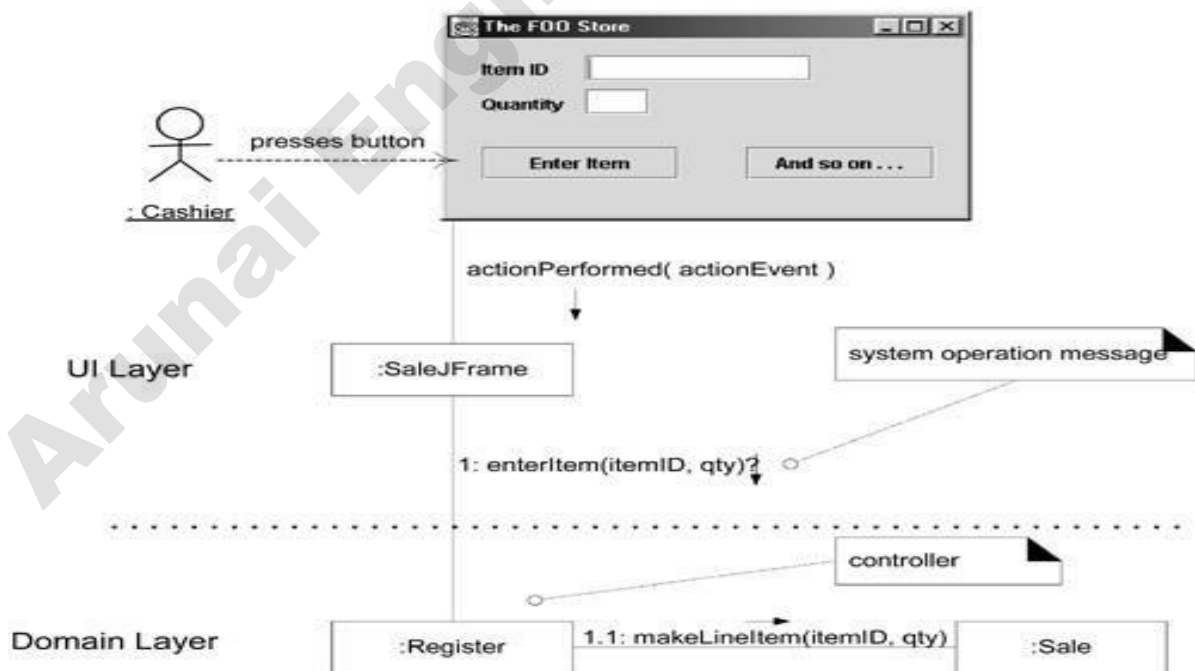 The FOO Store
Item ID
Quantity
presses button
Enter Item
And so on . . .
: Cashier
actionPerformed( actionEvent )
system operation message
UI Layer
:SaleJFrame
1: enterItem(itemID, qty)?
controller
Domain Layer
:Register
1.1: makeLineItem(itemID, qty)
:Sale
Arunai